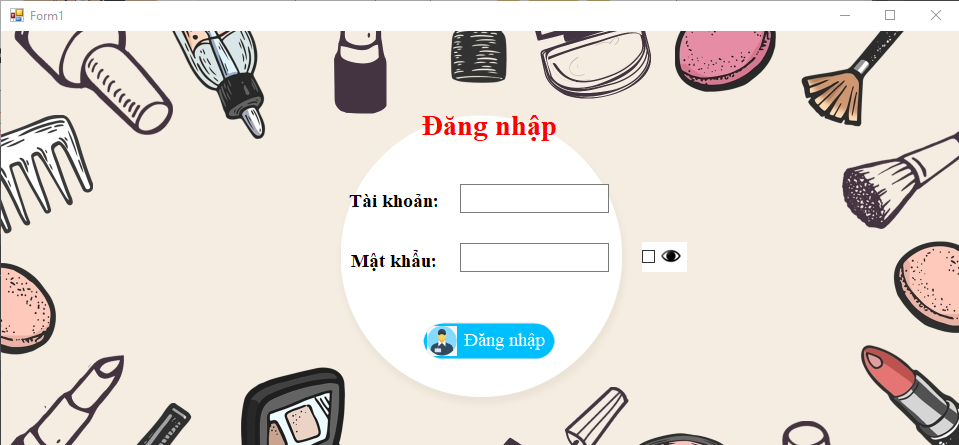 Form1
Đăng nhập
Tài khoản:
Mật khẩu:
Đăng nhập